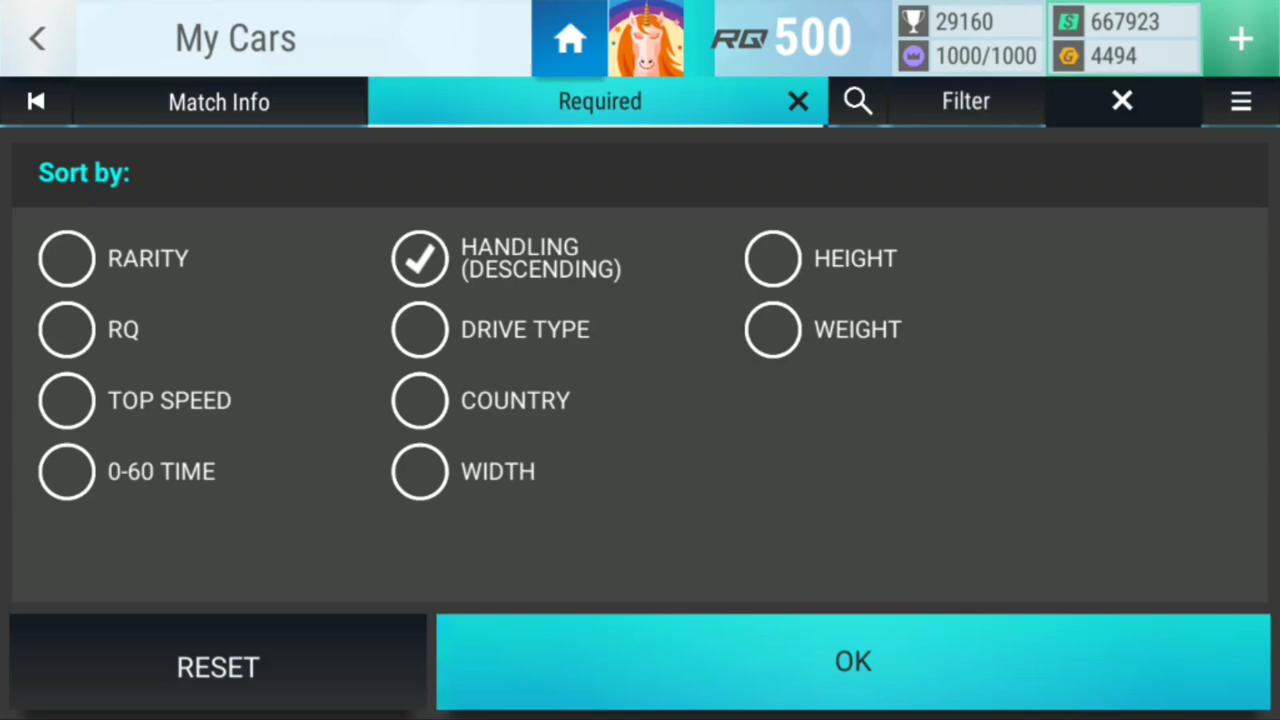 My Cars
RQ 500
29160
1000/1000
667923
4494
Match Info
Required
Filter
Sort by:
RARITY
RQ
TOP SPEED
0-60 TIME
HANDLING
(DESCENDING)
DRIVE TYPE
COUNTRY
WIDTH
HEIGHT
WEIGHT
RESET
OK